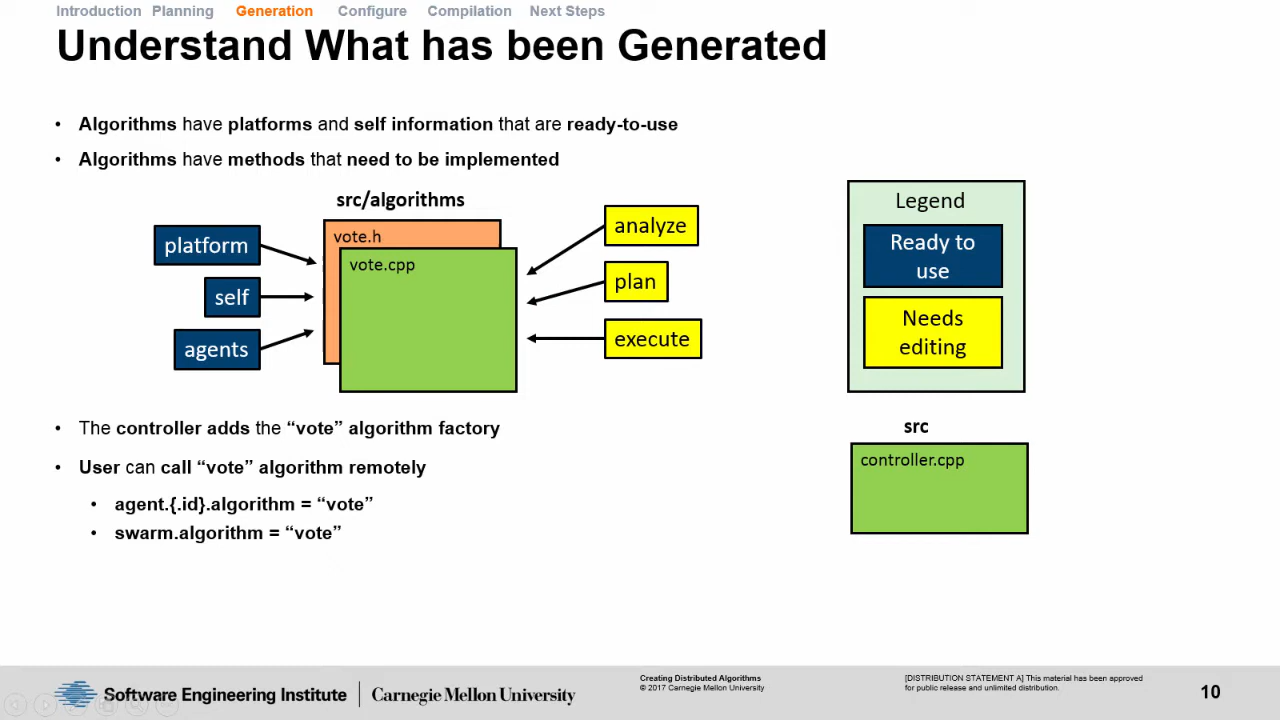 Introduction Planning Generation Configure Compilation Next Steps
Understand What has been Generated
• Algorithms have platforms and self information that are ready-to-use
• Algorithms have methods that need to be implemented
src/algorithms
vote.h
vote.cpp
platform
self
agents
analyze
plan
execute
Legend
Ready to
use
Needs
editing
• The controller adds the “vote” algorithm factory
• User can call “vote” algorithm remotely
• agent.{.id}.algorithm = “vote”
• swarm.algorithm = “vote”
src
controller.cpp
Software Engineering Institute | Carnegie Mellon University
Creating Distributed Algorithms
© 2017 Carnegie Mellon University
[DISTRIBUTION STATEMENT A] This material has been approved
for public release and unlimited distribution.
10